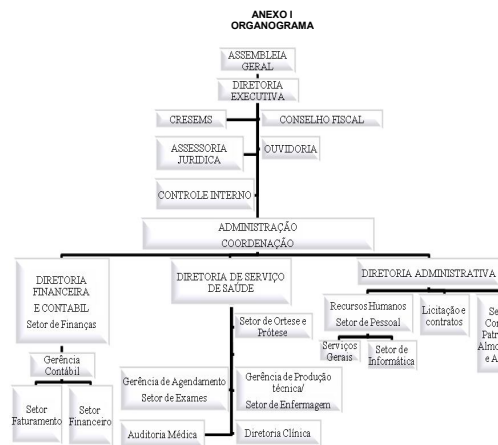 ANEXO I
ORGANOGRAMA
ASSEMBLEIA
GERAL
DIRETORIA
EXECUTIVA
CRESEMS
CONSELHO FISCAL
ASSESSORIA
JURIDICA
OUVIDORIA
CONTROLE INTERNO
ADMINISTRAÇÃO
COORDENAÇÃO
DIRETORIA
FINANCEIRA
E CONTABIL
Setor de Finanças
DIRETORIA DE SERVIÇO
DE SAÚDE
DIRETORIA ADMINISTRATIVA
Recursos Humanos
Setor de Pessoal
Licitação e
contratos
Serviços
Gerais
Setor de
Informática
Setor de Ortese e
Prótese
Gerência
Contábil
Gerência de Agendamento
Setor de Exames
Gerência de Produção
técnica/
Setor de Enfermagem
Setor
Faturamento
Setor
Financeiro
Auditoria Médica
Diretoria Clínica